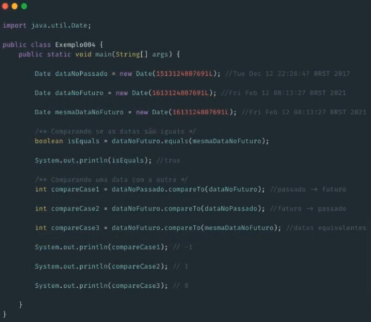 import java.util.Date;
public class Exemplo004 {
public static void main(String[] args) {
Date dataNoPassado = new Date(1513124807691L); //Tue Dec 12 22:26:47 BRST 2017
Date dataNoFuturo = new Date(1613124807691L); //Fri Feb 12 08:13:27 BRT 2021
Date mesmaDataNoFuturo = new Date(1613124807691L); //Fri Feb 12 08:13:27 BRT 2021
/** Comparando se as datas são iguais */
boolean isEquals = dataNoFuturo.equals(mesmaDataNoFuturo);
System.out.println(isEquals); //true
/** Comparando uma data com a outra */
int compareCase1 = dataNoPassado.compareTo(dataNoFuturo); //passado -> futuro
int compareCase2 = dataNoFuturo.compareTo(dataNoPassado); //futuro -> passado
int compareCase3 = dataNoFuturo.compareTo(mesmaDataNoFuturo); //datas equivalentes
System.out.println(compareCase1); // -1
System.out.println(compareCase2); // 1
System.out.println(compareCase3); // 0
}
}